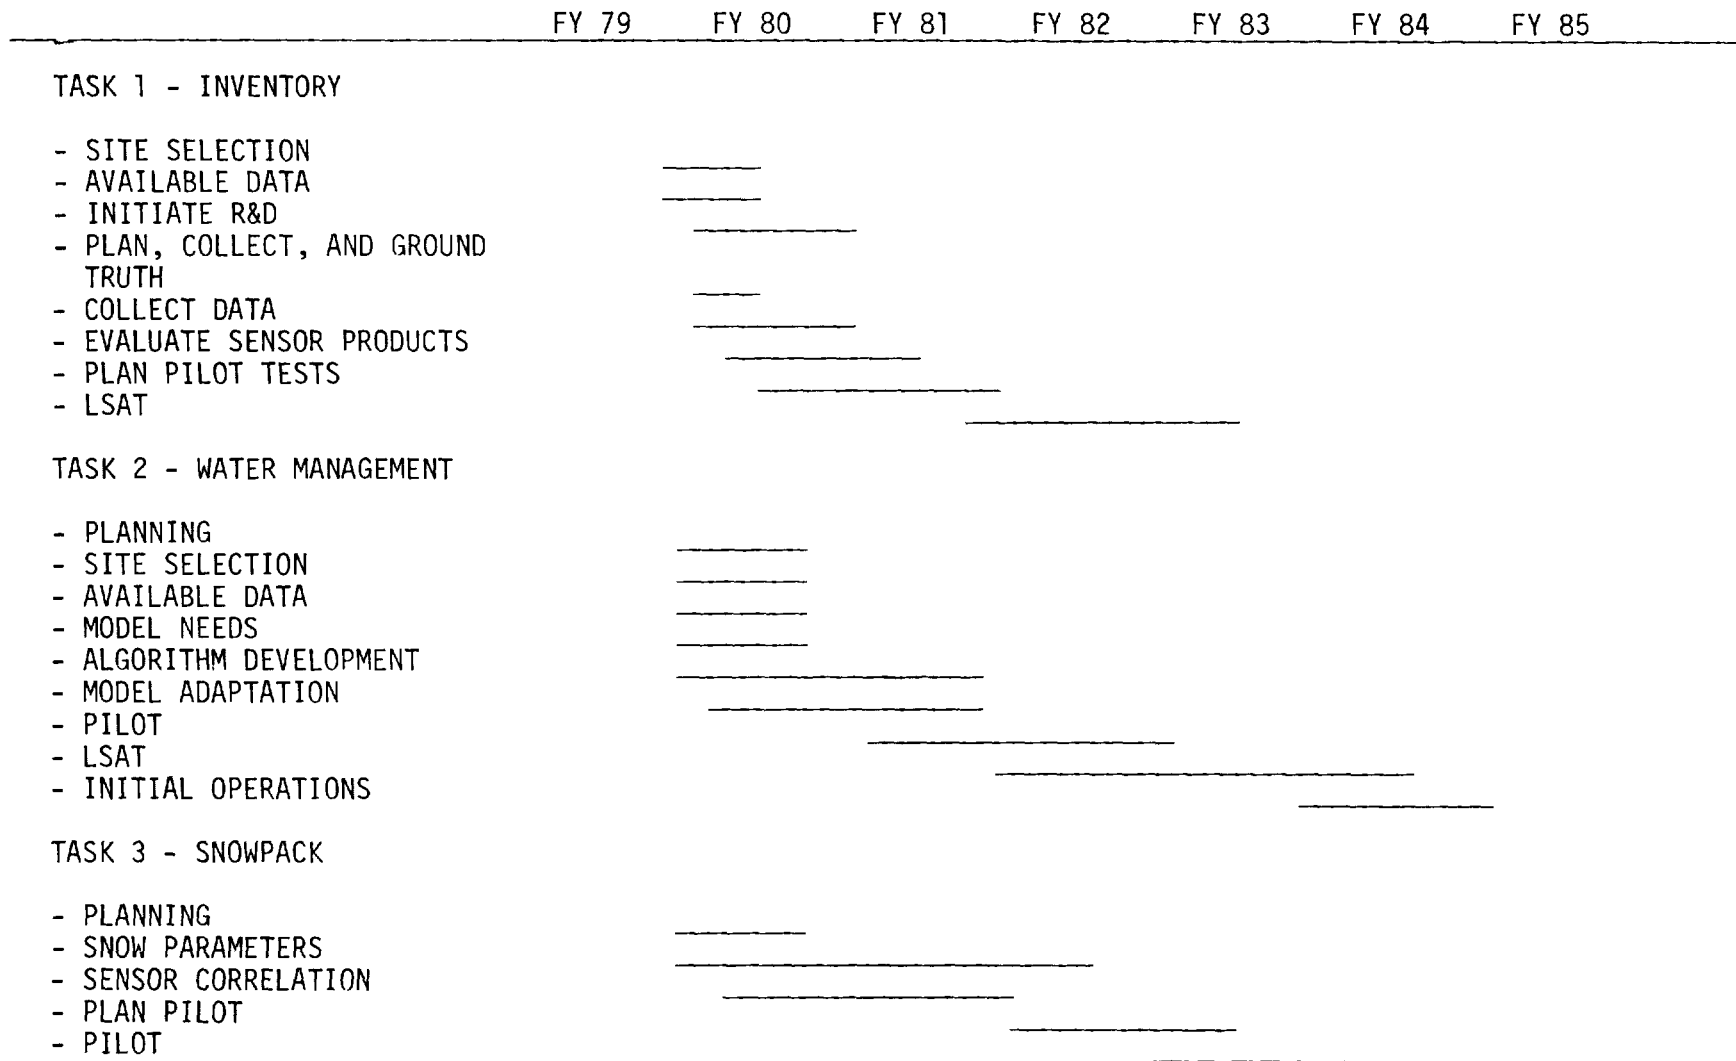 FY 79 FY 80 FY 81 FY 82 FY 83 FY 84 FY 85
TASK 1 - INVENTORY
- SITE SELECTION
- AVAILABLE DATA
- INITIATE R&D
- PLAN, COLLECT, AND GROUND
TRUTH
- COLLECT DATA
- EVALUATE SENSOR PRODUCTS
- PLAN PILOT TESTS
- LSAT
TASK 2 - WATER MANAGEMENT
- PLANNING
- SITE SELECTION
- AVAILABLE DATA
- MODEL NEEDS
- ALGORITHM DEVELOPMENT
- MODEL ADAPTATION
- PILOT
- LSAT
- INITIAL OPERATIONS
TASK 3 - SNOWPACK
- PLANNING
- SNOW PARAMETERS
- SENSOR CORRELATION
- PLAN PILOT
- PILOT